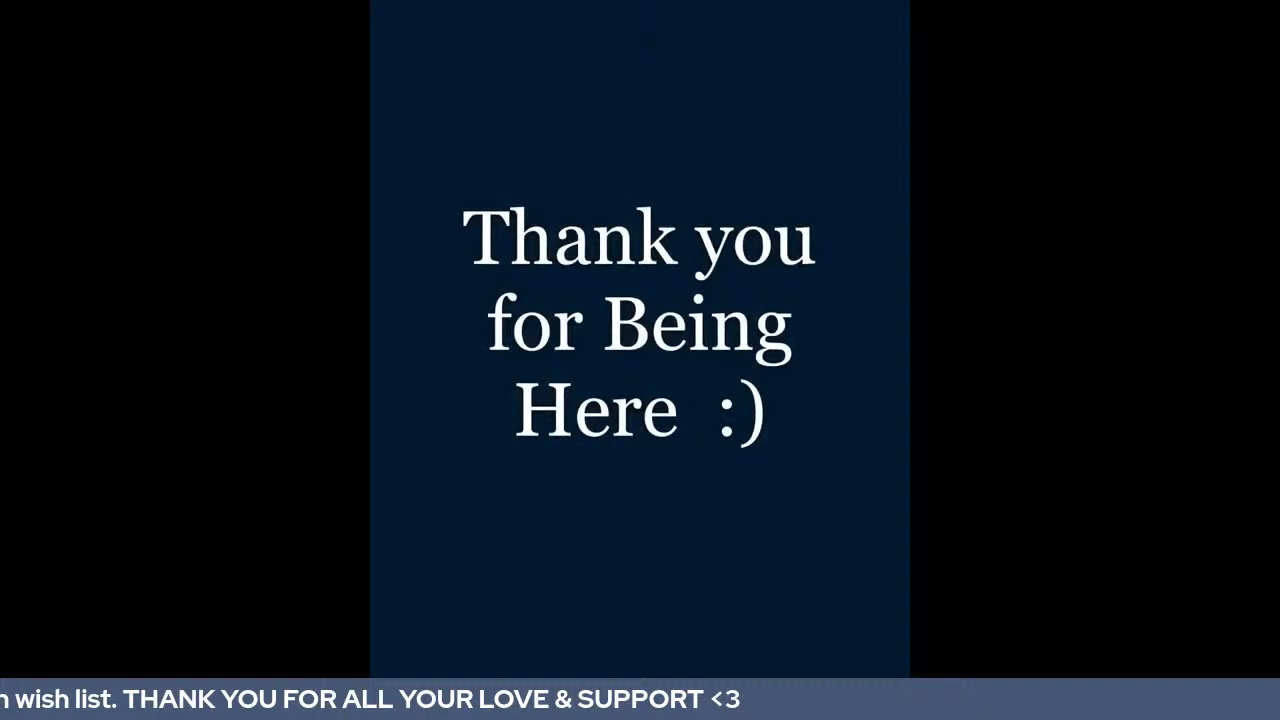 Thank you
for Being
Here :)
wish list. THANK YOU FOR ALL YOUR LOVE & SUPPORT <3